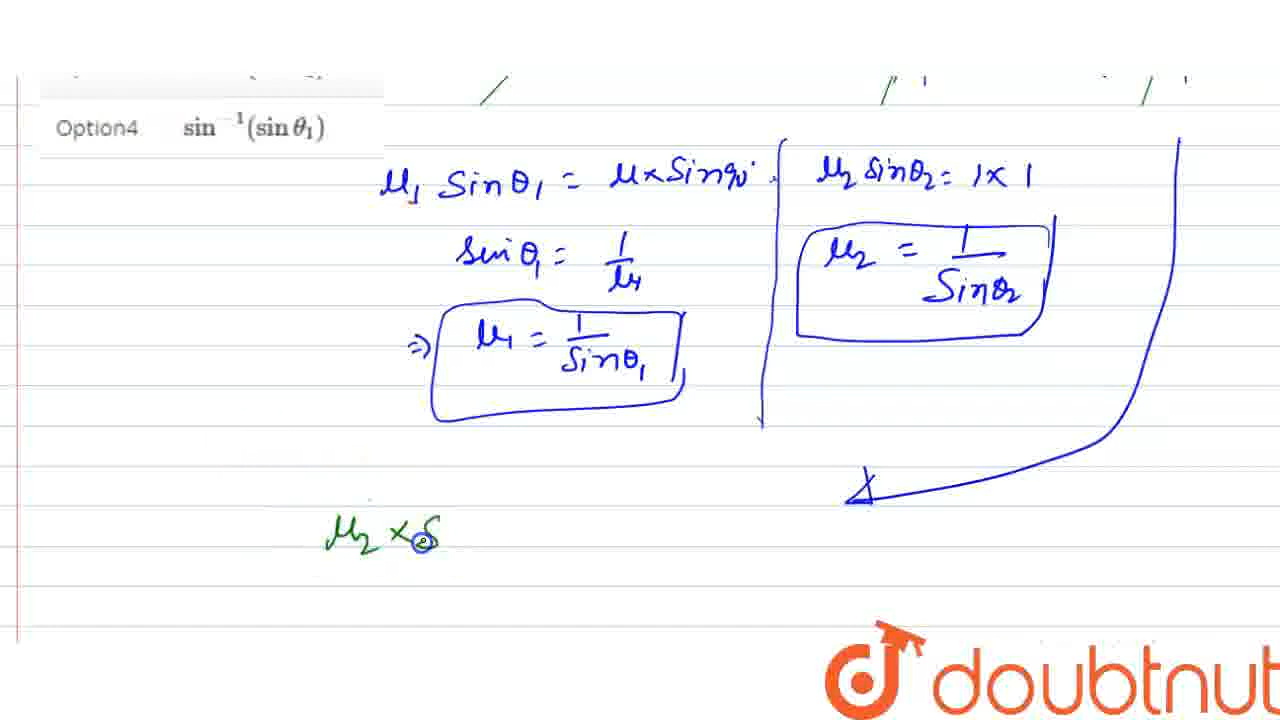 Option4 sin⁻¹(sin θ₁)
μ₁ Sinθ₁ = μ×Sin90°
μ₂ sinθ₂ = 1×1
Sinθ₁ = 1/μ₁
μ₂ = 1/Sinθ₂
⇒ μ₁ = 1/Sinθ₁
μ₂ × S
doubtnut